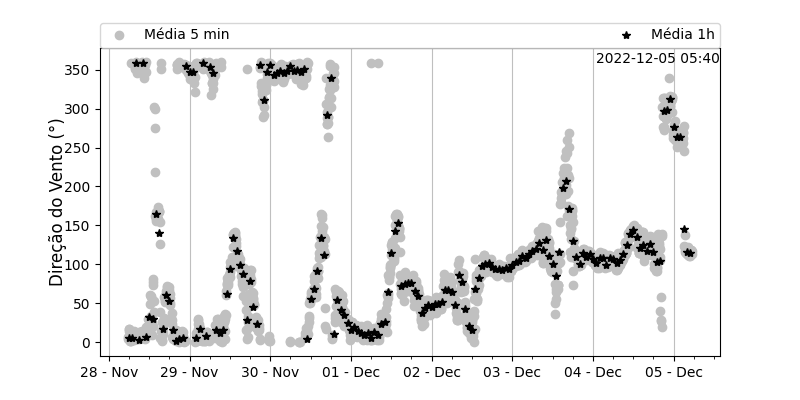 Média 5 min
Média 1h
2022-12-05 05:40
Direção do Vento (°)
350
300
250
200
150
100
50
0
28 - Nov
29 - Nov
30 - Nov
01 - Dec
02 - Dec
03 - Dec
04 - Dec
05 - Dec